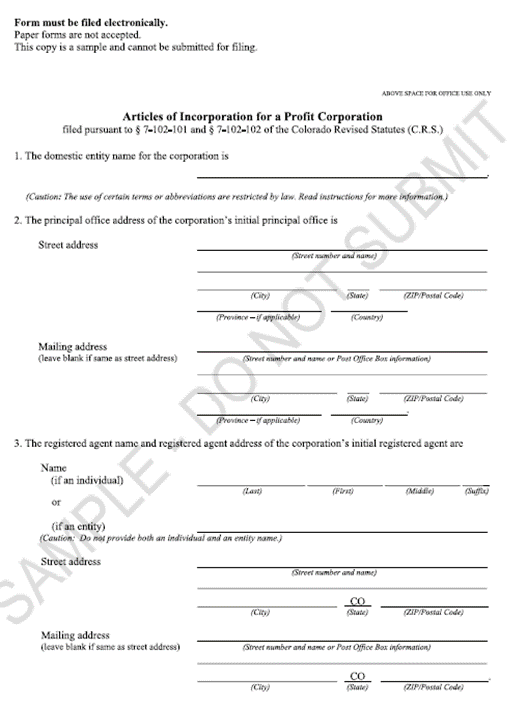 Form must be filed electronically.
Paper forms are not accepted.
This copy is a sample and cannot be submitted for filing.
ABOVE SPACE FOR OFFICE USE ONLY
Articles of Incorporation for a Profit Corporation
filed pursuant to § 7-102-101 and § 7-102-102 of the Colorado Revised Statutes (C.R.S.)
1. The domestic entity name for the corporation is
.
(Caution: The use of certain terms or abbreviations are restricted by law. Read instructions for more information.)
2. The principal office address of the corporation's initial principal office is
Street address
(Street number and name)
(City) (State) (ZIP/Postal Code)
(Province – if applicable) (Country)
Mailing address
(leave blank if same as street address) (Street number and name or Post Office Box information)
(City) (State) (ZIP/Postal Code)
.
(Province – if applicable) (Country)
3. The registered agent name and registered agent address of the corporation's initial registered agent are
Name
(if an individual)
(Last) (First) (Middle) (Suffix)
or
(if an entity)
(Caution: Do not provide both an individual and an entity name.)
Street address
(Street number and name)
CO
(City) (State) (ZIP/Postal Code)
Mailing address
(leave blank if same as street address) (Street number and name or Post Office Box information)
CO .
(City) (State) (ZIP/Postal Code)
SAMPLE - DO NOT SUBMIT